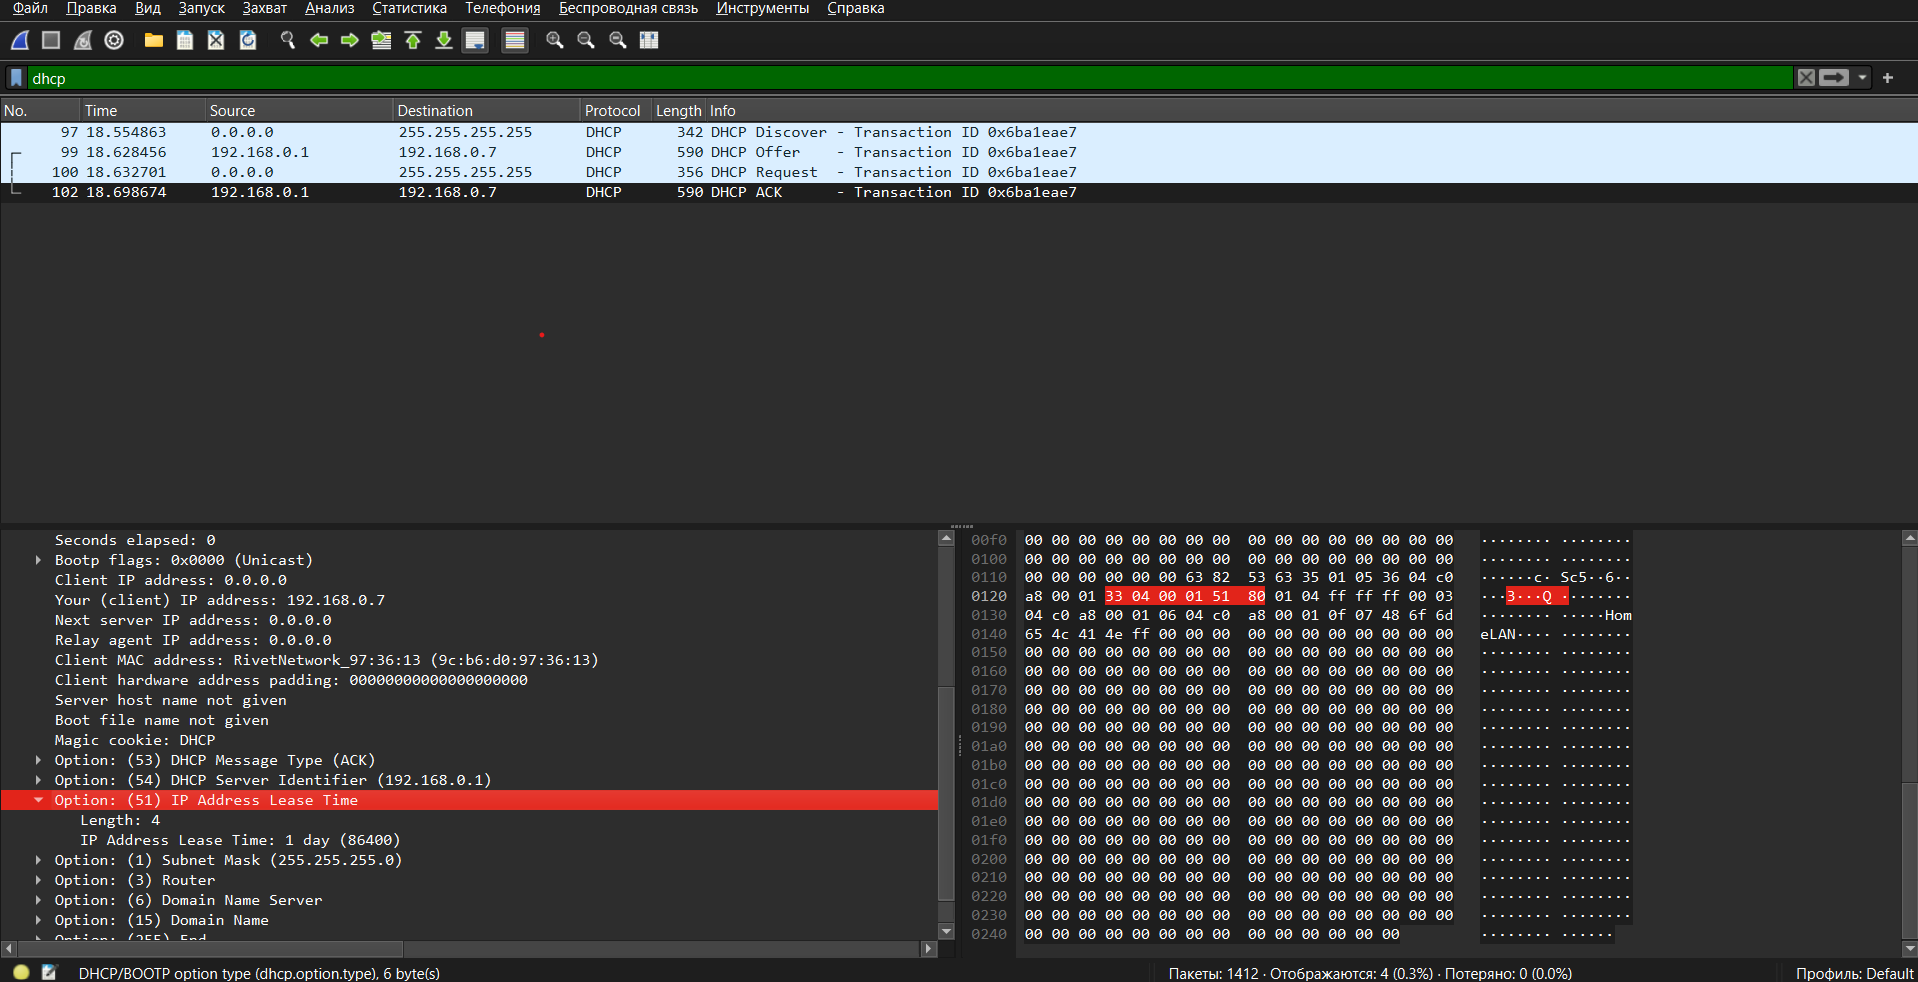 Файл Правка Вид Запуск Захват Анализ Статистика Телефония Беспроводная связь Инструменты Справка
dhcp
No. Time Source Destination Protocol Length Info
97 18.554863 0.0.0.0 255.255.255.255 DHCP 342 DHCP Discover - Transaction ID 0x6ba1eae7
99 18.628456 192.168.0.1 192.168.0.7 DHCP 590 DHCP Offer - Transaction ID 0x6ba1eae7
100 18.632701 0.0.0.0 255.255.255.255 DHCP 356 DHCP Request - Transaction ID 0x6ba1eae7
102 18.698674 192.168.0.1 192.168.0.7 DHCP 590 DHCP ACK - Transaction ID 0x6ba1eae7
Seconds elapsed: 0
Bootp flags: 0x0000 (Unicast)
Client IP address: 0.0.0.0
Your (client) IP address: 192.168.0.7
Next server IP address: 0.0.0.0
Relay agent IP address: 0.0.0.0
Client MAC address: RivetNetwork_97:36:13 (9c:b6:d0:97:36:13)
Client hardware address padding: 00000000000000000000
Server host name not given
Boot file name not given
Magic cookie: DHCP
Option: (53) DHCP Message Type (ACK)
Option: (54) DHCP Server Identifier (192.168.0.1)
Option: (51) IP Address Lease Time
Length: 4
IP Address Lease Time: 1 day (86400)
Option: (1) Subnet Mask (255.255.255.0)
Option: (3) Router
Option: (6) Domain Name Server
Option: (15) Domain Name
Option: (255) End
00f0 00 00 00 00 00 00 00 00 00 00 00 00 00 00 00 00 ········ ········
0100 00 00 00 00 00 00 00 00 00 00 00 00 00 00 00 00 ········ ········
0110 00 00 00 00 00 00 63 82 53 63 35 01 05 36 04 c0 ······c· Sc5··6··
0120 a8 00 01 33 04 00 01 51 80 01 04 ff ff ff 00 03 ···3···Q ········
0130 04 c0 a8 00 01 06 04 c0 a8 00 01 0f 07 48 6f 6d ········ ·····Hom
0140 65 4c 41 4e ff 00 00 00 00 00 00 00 00 00 00 00 eLAN···· ········
0150 00 00 00 00 00 00 00 00 00 00 00 00 00 00 00 00 ········ ········
0160 00 00 00 00 00 00 00 00 00 00 00 00 00 00 00 00 ········ ········
0170 00 00 00 00 00 00 00 00 00 00 00 00 00 00 00 00 ········ ········
0180 00 00 00 00 00 00 00 00 00 00 00 00 00 00 00 00 ········ ········
0190 00 00 00 00 00 00 00 00 00 00 00 00 00 00 00 00 ········ ········
01a0 00 00 00 00 00 00 00 00 00 00 00 00 00 00 00 00 ········ ········
01b0 00 00 00 00 00 00 00 00 00 00 00 00 00 00 00 00 ········ ········
01c0 00 00 00 00 00 00 00 00 00 00 00 00 00 00 00 00 ········ ········
01d0 00 00 00 00 00 00 00 00 00 00 00 00 00 00 00 00 ········ ········
01e0 00 00 00 00 00 00 00 00 00 00 00 00 00 00 00 00 ········ ········
01f0 00 00 00 00 00 00 00 00 00 00 00 00 00 00 00 00 ········ ········
0200 00 00 00 00 00 00 00 00 00 00 00 00 00 00 00 00 ········ ········
0210 00 00 00 00 00 00 00 00 00 00 00 00 00 00 00 00 ········ ········
0220 00 00 00 00 00 00 00 00 00 00 00 00 00 00 00 00 ········ ········
0230 00 00 00 00 00 00 00 00 00 00 00 00 00 00 00 00 ········ ········
0240 00 00 00 00 00 00 00 00 00 00 00 00 00 00 ········ ······
DHCP/BOOTP option type (dhcp.option.type), 6 byte(s) Пакеты: 1412 · Отображаются: 4 (0.3%) · Потеряно: 0 (0.0%) Профиль: Default